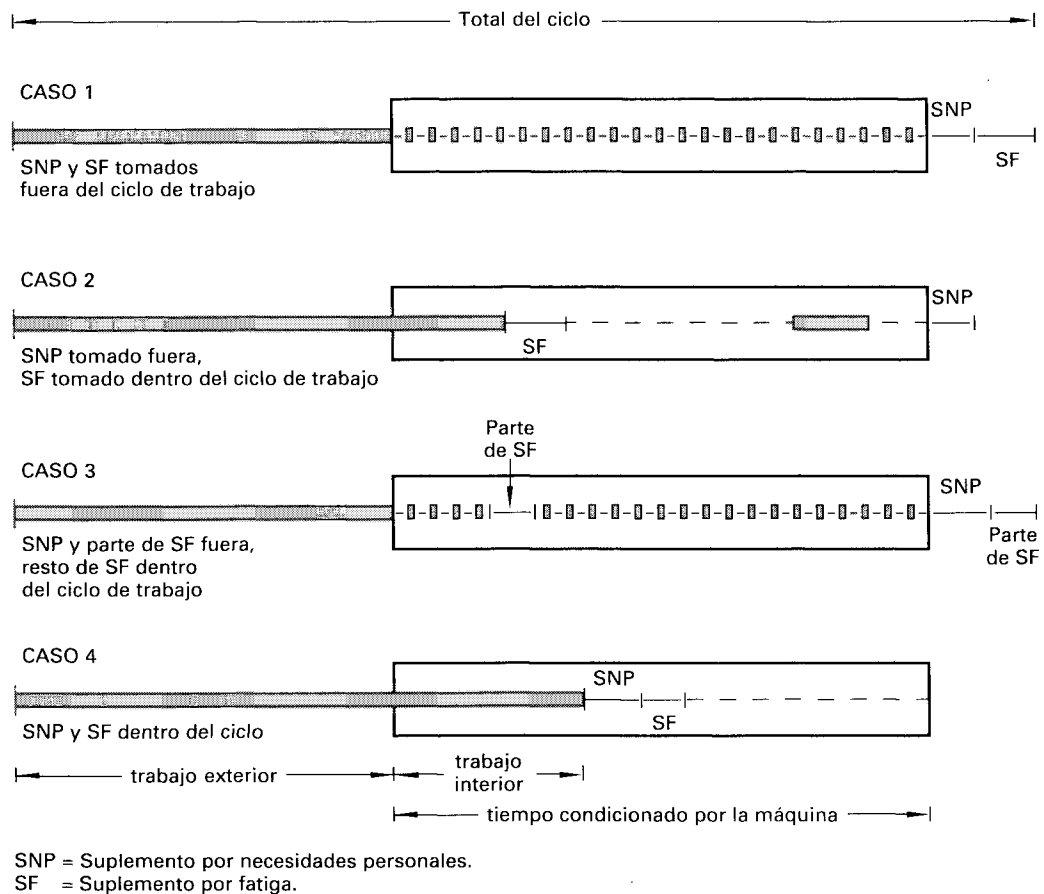 Total del ciclo
CASO 1
SNP
SF
SNP y SF tomados
fuera del ciclo de trabajo
CASO 2
SNP
SF
SNP tomado fuera,
SF tomado dentro del ciclo de trabajo
Parte
de SF
CASO 3
SNP
Parte
de SF
SNP y parte de SF fuera,
resto de SF dentro
del ciclo de trabajo
CASO 4
SNP
SF
SNP y SF dentro del ciclo
trabajo exterior
trabajo
interior
tiempo condicionado por la máquina
SNP = Suplemento por necesidades personales.
SF = Suplemento por fatiga.